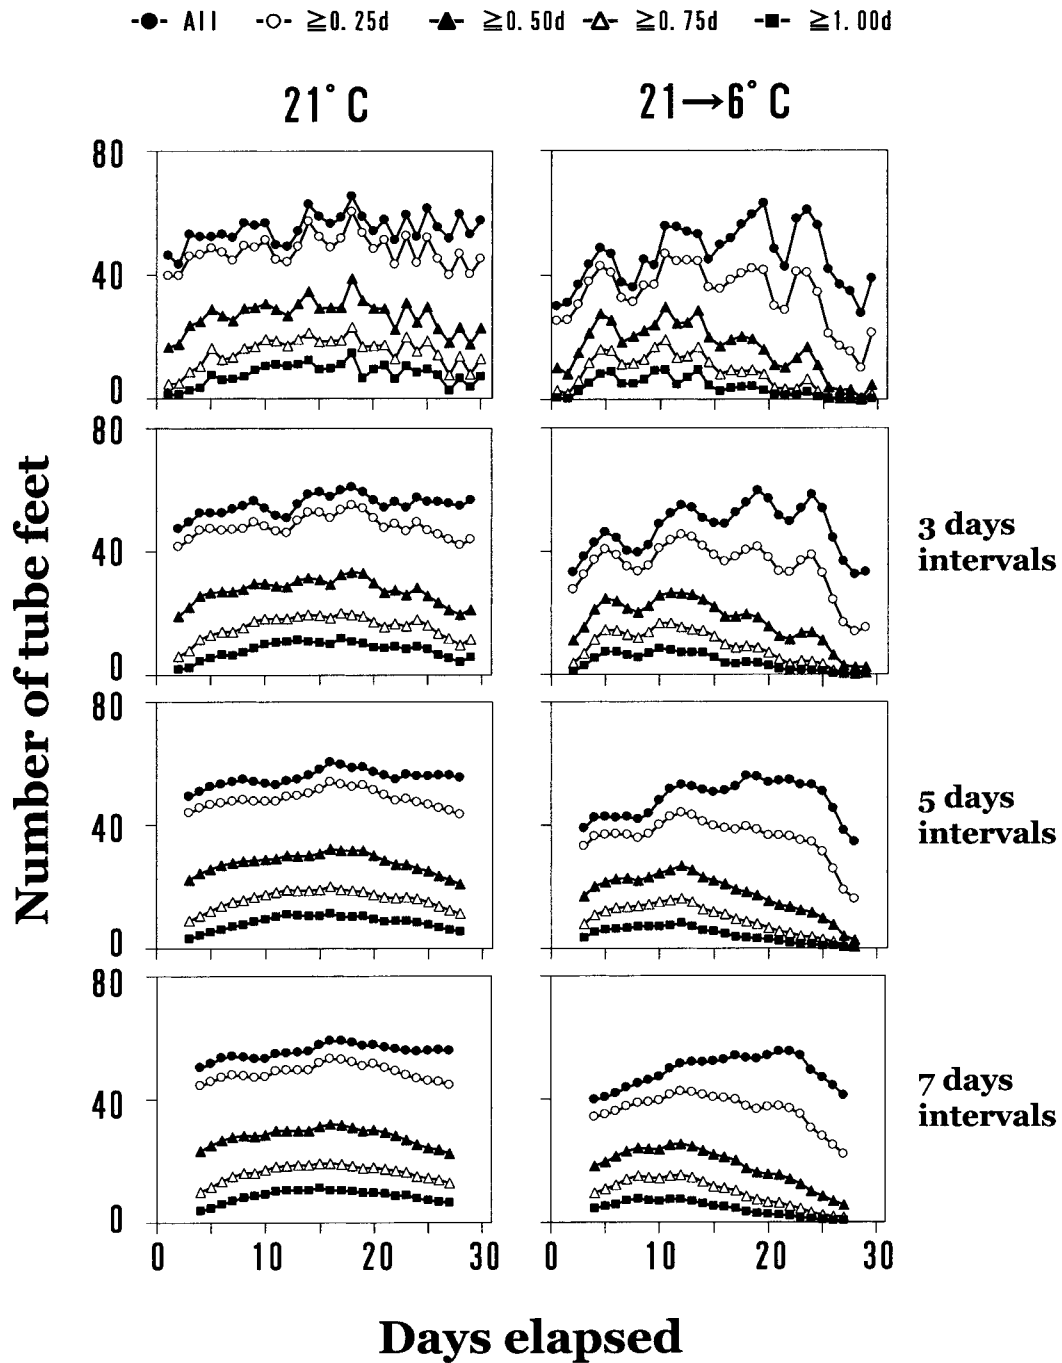 All ≧0.25d ≧0.50d ≧0.75d ≧1.00d
21°C 21→6°C
80
40
0
80
40
0
3 days
intervals
80
40
0
5 days
intervals
80
40
0
7 days
intervals
0 10 20 30 0 10 20 30
Number of tube feet
Days elapsed